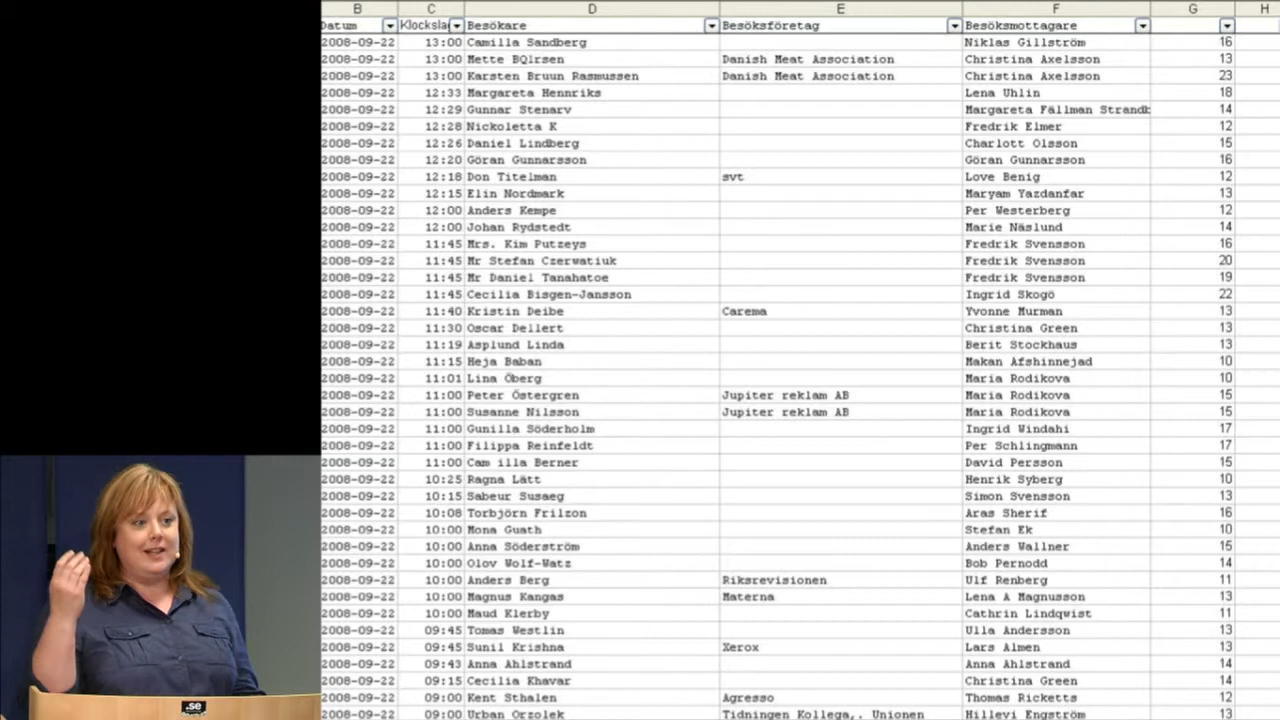 B C D E F G H
Datum Klockslag Besökare Besöksföretag Besöksmottagare
2008-09-22 13:00 Camilla Sandberg Niklas Gillström 16
2008-09-22 13:00 Mette BQlrsen Danish Meat Association Christina Axelsson 13
2008-09-22 13:00 Karsten Bruun Rasmussen Danish Meat Association Christina Axelsson 23
2008-09-22 12:33 Margareta Hennriks Lena Uhlin 18
2008-09-22 12:29 Gunnar Stenarv Margareta Fällman Strandb 14
2008-09-22 12:28 Nickoletta K Fredrik Elmer 12
2008-09-22 12:26 Daniel Lindberg Charlott Olsson 15
2008-09-22 12:20 Göran Gunnarsson Göran Gunnarsson 16
2008-09-22 12:18 Don Titelman svt Love Benig 12
2008-09-22 12:15 Elin Nordmark Maryam Yazdanfar 13
2008-09-22 12:00 Anders Kempe Per Westerberg 12
2008-09-22 12:00 Johan Rydstedt Marie Näslund 14
2008-09-22 11:45 Mrs. Kim Putzeys Fredrik Svensson 16
2008-09-22 11:45 Mr Stefan Czerwatiuk Fredrik Svensson 20
2008-09-22 11:45 Mr Daniel Tanahatoe Fredrik Svensson 19
2008-09-22 11:45 Cecilia Bisgen-Jansson Ingrid Skogö 22
2008-09-22 11:40 Kristin Deibe Carema Yvonne Murman 13
2008-09-22 11:30 Oscar Dellert Christina Green 13
2008-09-22 11:19 Asplund Linda Berit Stockhaus 13
2008-09-22 11:15 Heja Baban Makan Afshinnejad 10
2008-09-22 11:01 Lina Öberg Maria Rodikova 10
2008-09-22 11:00 Peter Östergren Jupiter reklam AB Maria Rodikova 15
2008-09-22 11:00 Susanne Nilsson Jupiter reklam AB Maria Rodikova 15
2008-09-22 11:00 Gunilla Söderholm Ingrid Windahi 17
2008-09-22 11:00 Filippa Reinfeldt Per Schlingmann 17
2008-09-22 11:00 Cam illa Berner David Persson 15
2008-09-22 10:25 Ragna Lätt Henrik Syberg 10
2008-09-22 10:15 Sabeur Susaeg Simon Svensson 13
2008-09-22 10:08 Torbjörn Frilzon Aras Sherif 16
2008-09-22 10:00 Mona Guath Stefan Ek 10
2008-09-22 10:00 Anna Söderström Anders Wallner 15
2008-09-22 10:00 Olov Wolf-Watz Bob Pernodd 14
2008-09-22 10:00 Anders Berg Riksrevisionen Ulf Renberg 11
2008-09-22 10:00 Magnus Kangas Materna Lena A Magnusson 13
2008-09-22 10:00 Maud Klerby Cathrin Lindqwist 11
2008-09-22 09:45 Tomas Westlin Ulla Andersson 13
2008-09-22 09:45 Sunil Krishna Xerox Lars Almen 13
2008-09-22 09:43 Anna Ahlstrand Anna Ahlstrand 14
2008-09-22 09:15 Cecilia Khavar Christina Green 14
2008-09-22 09:00 Kent Sthalen Agresso Thomas Ricketts 12
2008-09-22 09:00 Urban Orzolek Tidningen Kollega,. Unionen Hillevi Engström 13
.se